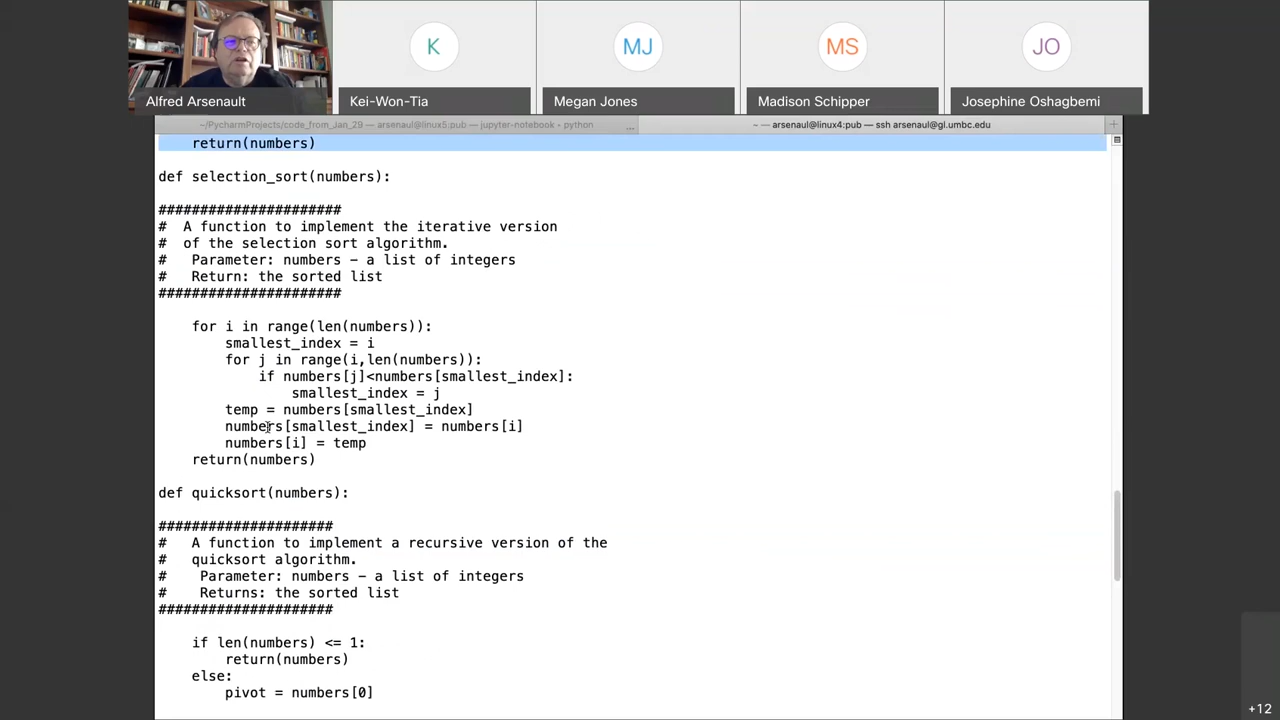 K
MJ
MS
JO
Alfred Arsenault
Kei-Won-Tia
Megan Jones
Madison Schipper
Josephine Oshagbemi
~/PycharmProjects/code_from_Jan_29 — arsenaul@linux5:pub — jupyter-notebook - python
...
~ — arsenaul@linux4:pub — ssh arsenaul@gl.umbc.edu
+
return(numbers)
def selection_sort(numbers):
######################
#  A function to implement the iterative version
#  of the selection sort algorithm.
#   Parameter: numbers - a list of integers
#   Return: the sorted list
######################
    for i in range(len(numbers)):
        smallest_index = i
        for j in range(i,len(numbers)):
            if numbers[j]<numbers[smallest_index]:
                smallest_index = j
        temp = numbers[smallest_index]
        numbers[smallest_index] = numbers[i]
        numbers[i] = temp
    return(numbers)
def quicksort(numbers):
#####################
#   A function to implement a recursive version of the
#   quicksort algorithm.
#    Parameter: numbers - a list of integers
#    Returns: the sorted list
#####################
    if len(numbers) <= 1:
        return(numbers)
    else:
        pivot = numbers[0]
+12